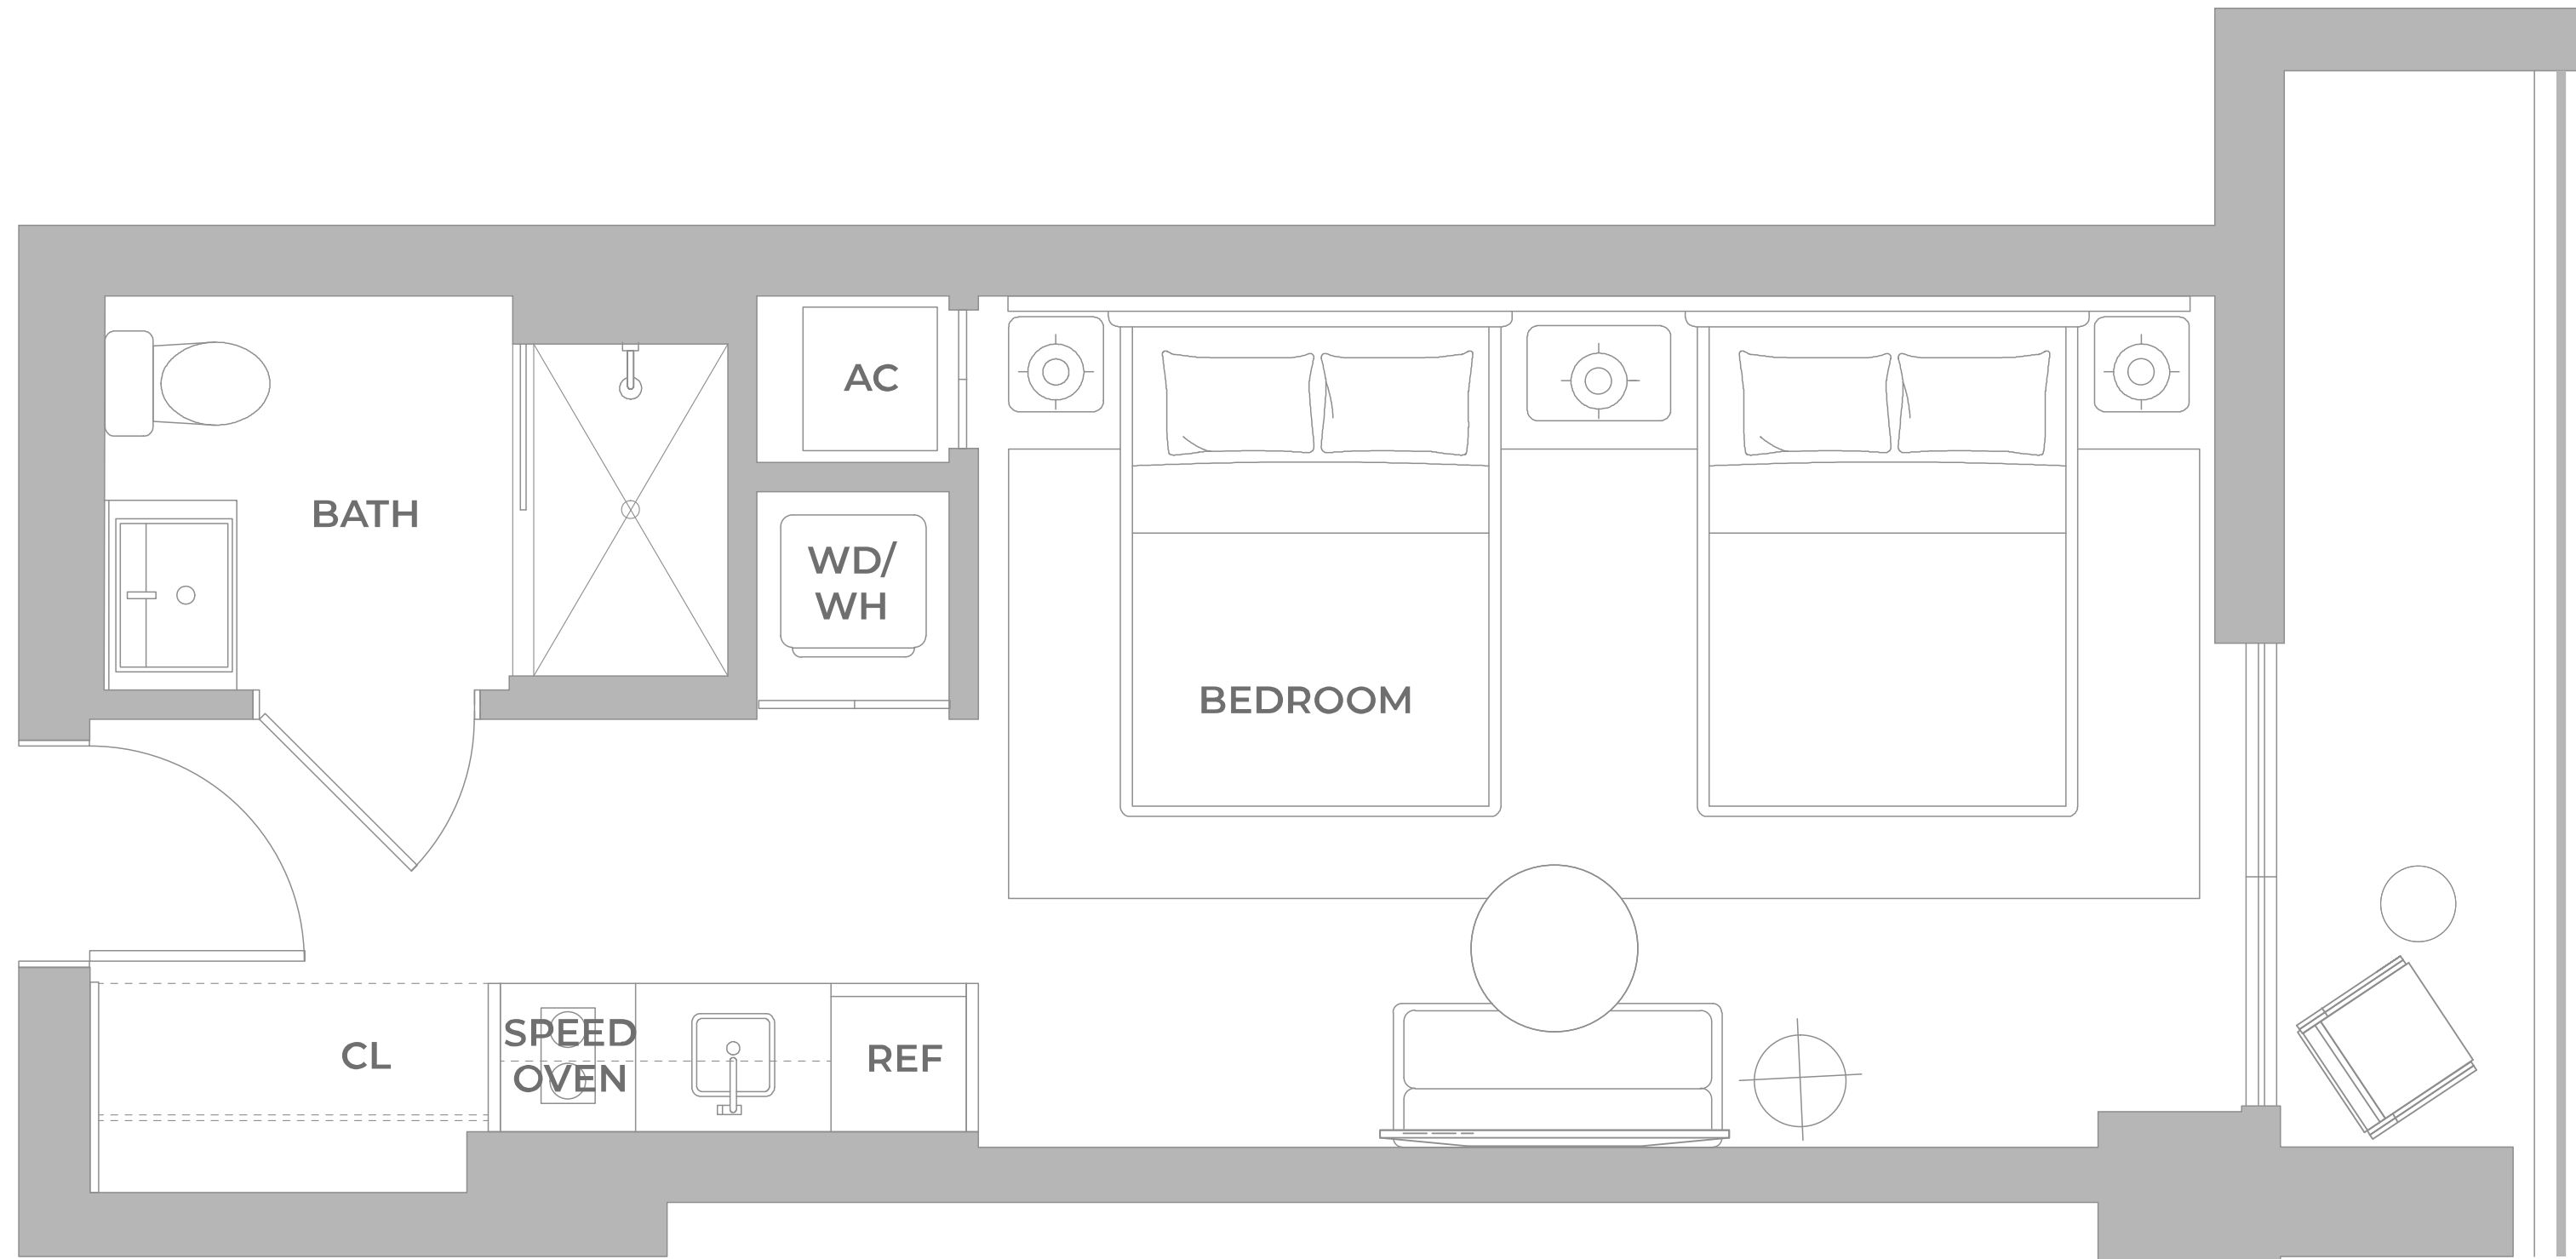 AC
BATH
WD/
WH
BEDROOM
CL
SPEED
OVEN
REF